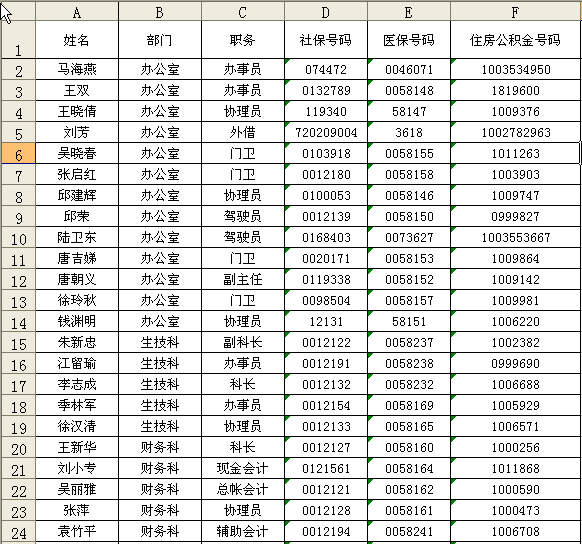 A B C D E F
1 姓名 部门 职务 社保号码 医保号码 住房公积金号码
2 马海燕 办公室 办事员 074472 0046071 1003534950
3 王双 办公室 办事员 0132789 0058148 1819600
4 王晓倩 办公室 协理员 119340 58147 1009376
5 刘芳 办公室 外借 720209004 3618 1002782963
6 吴晓春 办公室 门卫 0103918 0058155 1011263
7 张启红 办公室 门卫 0012180 0058158 1003903
8 邱建辉 办公室 协理员 0100053 0058146 1009747
9 邱荣 办公室 驾驶员 0012139 0058150 0999827
10 陆卫东 办公室 驾驶员 0168403 0073627 1003553667
11 唐吉娣 办公室 门卫 0020171 0058153 1009864
12 唐朝义 办公室 副主任 0119338 0058152 1009142
13 徐玲秋 办公室 门卫 0098504 0058157 1009981
14 钱渊明 办公室 协理员 12131 58151 1006220
15 朱新忠 生技科 副科长 0012122 0058237 1002382
16 江留瑜 生技科 办事员 0012191 0058238 0999690
17 李志成 生技科 科长 0012132 0058232 1006688
18 季林军 生技科 办事员 0012154 0058169 1005929
19 徐汉清 生技科 协理员 0012133 0058165 1006571
20 王新华 财务科 科长 0012127 0058160 1000256
21 刘小专 财务科 现金会计 0121561 0058164 1011868
22 吴丽雅 财务科 总帐会计 0012121 0058162 1000590
23 张萍 财务科 协理员 0012128 0058161 1000473
24 袁竹平 财务科 辅助会计 0012194 0058241 1006708